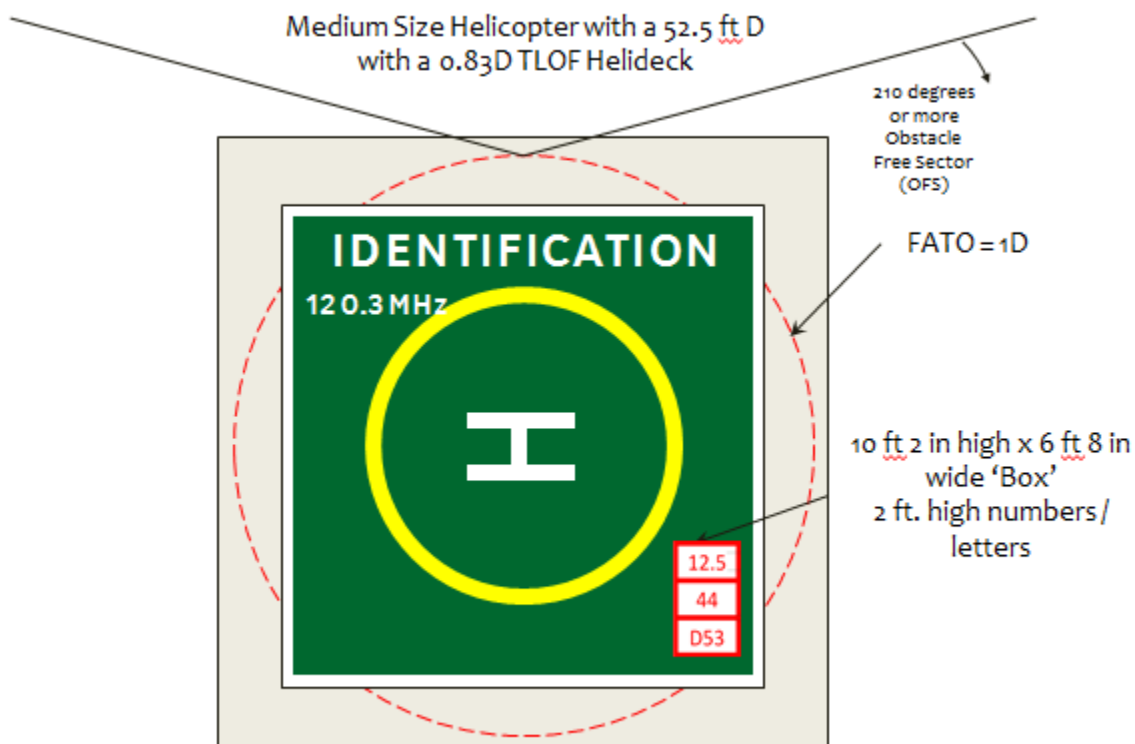 Medium Size Helicopter with a 52.5 ft D
with a 0.83D TLOF Helideck
210 degrees
or more
Obstacle
Free Sector
(OFS)
FATO = 1D
IDENTIFICATION
12 0.3 MHz
H
10 ft 2 in high x 6 ft 8 in
wide ‘Box’
2 ft. high numbers/
letters
12.5
44
D53